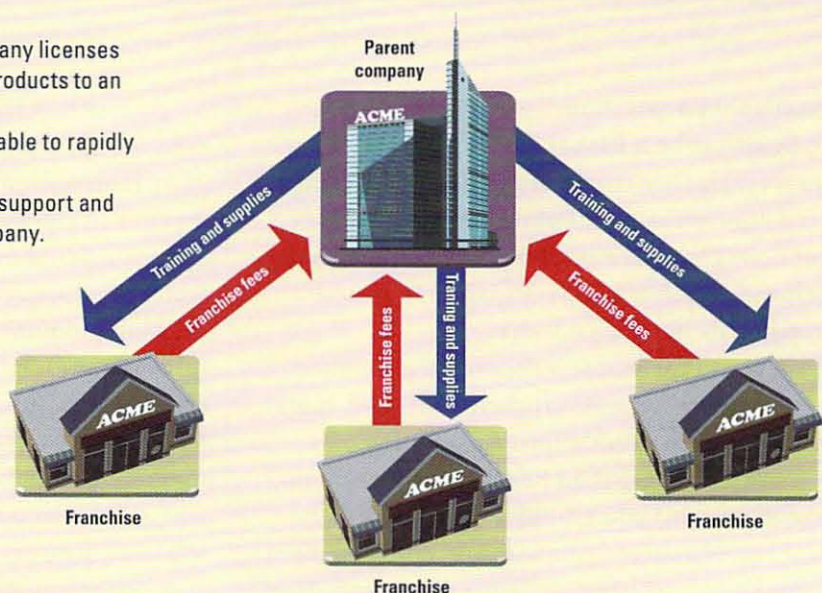 any licenses
roducts to an
able to rapidly
support and
pany.
Parent
company
ACME
Training and supplies
Franchise fees
Franchise fees
Traning and supplies
Franchise fees
Training and supplies
ACME
Franchise
ACME
Franchise
ACME
Franchise